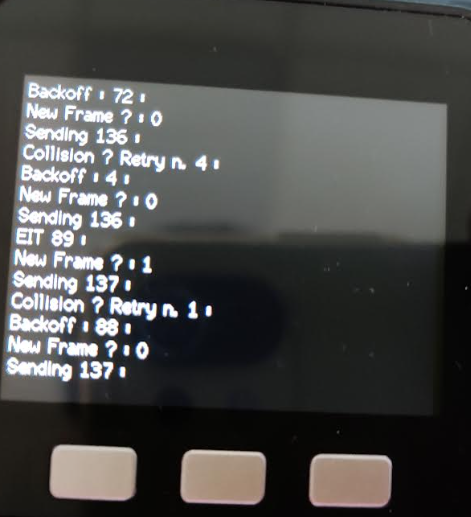 Backoff : 72 :
New Frame ? : 0
Sending 136 :
Collision ? Retry n. 4 :
Backoff : 4 :
New Frame ? : 0
Sending 136 :
EIT 89 :
New Frame ? : 1
Sending 137 :
Collision ? Retry n. 1 :
Backoff : 88 :
New Frame ? : 0
Sending 137 :